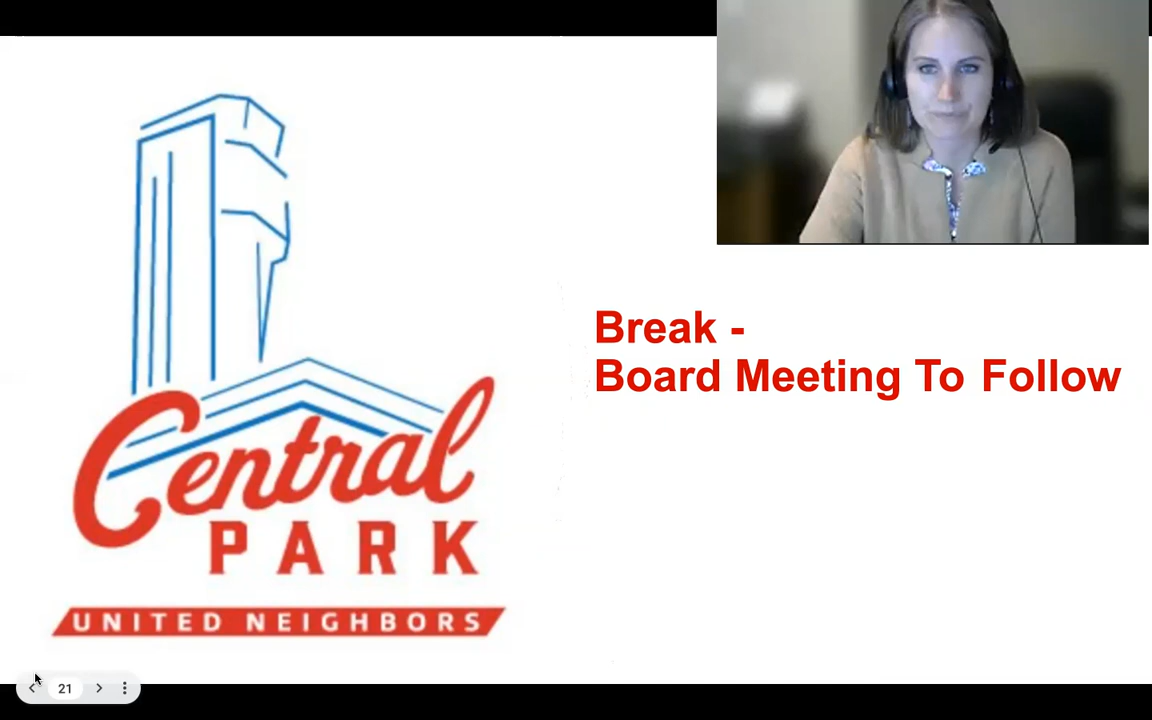 Break -
Board Meeting To Follow
Central
PARK
UNITED NEIGHBORS
21